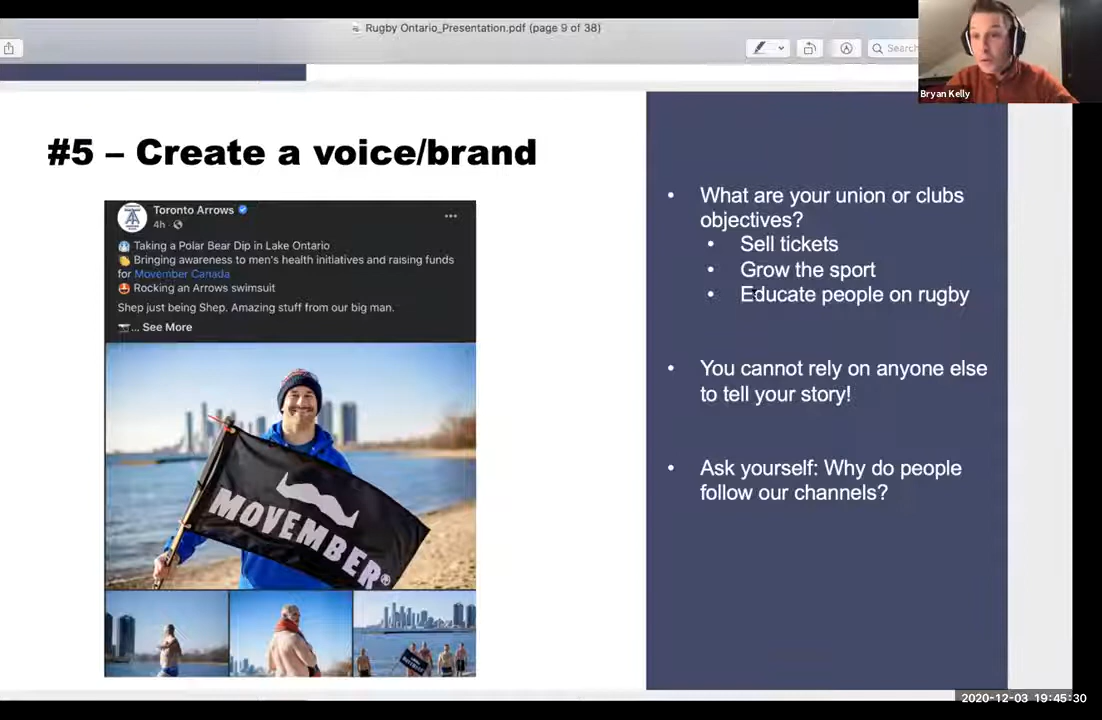 Rugby Ontario_Presentation.pdf (page 9 of 38)
Search
Bryan Kelly
#5 – Create a voice/brand
Toronto Arrows
4h
Taking a Polar Bear Dip in Lake Ontario
Bringing awareness to men's health initiatives and raising funds
for Movember Canada
Rocking an Arrows swimsuit
Shep just being Shep. Amazing stuff from our big man.
... See More
MOVEMBER®
• What are your union or clubs
objectives?
• Sell tickets
• Grow the sport
• Educate people on rugby
• You cannot rely on anyone else
to tell your story!
• Ask yourself: Why do people
follow our channels?
2020-12-03 19:45:30